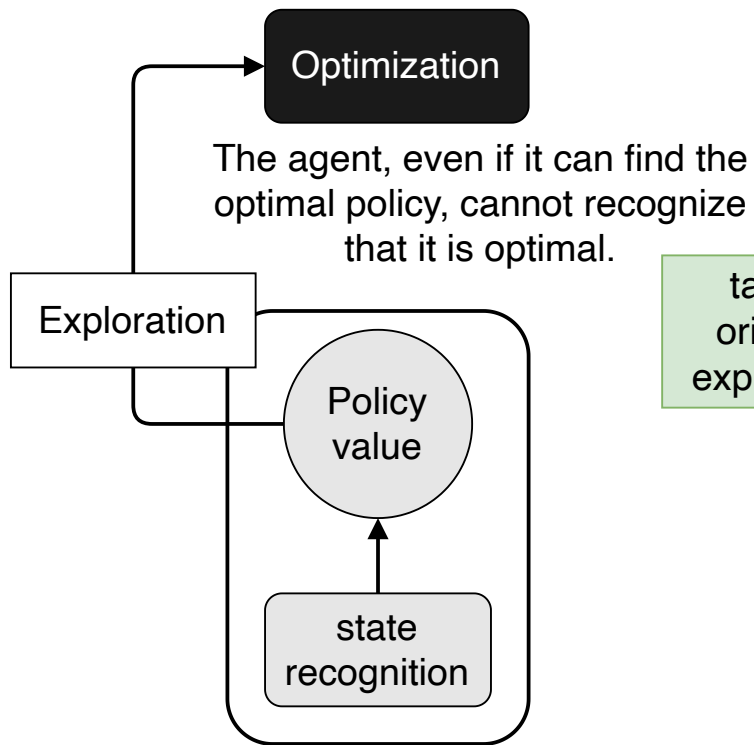 Optimization
The agent, even if it can find the
optimal policy, cannot recognize
that it is optimal.
Exploration
Policy
value
state
recognition